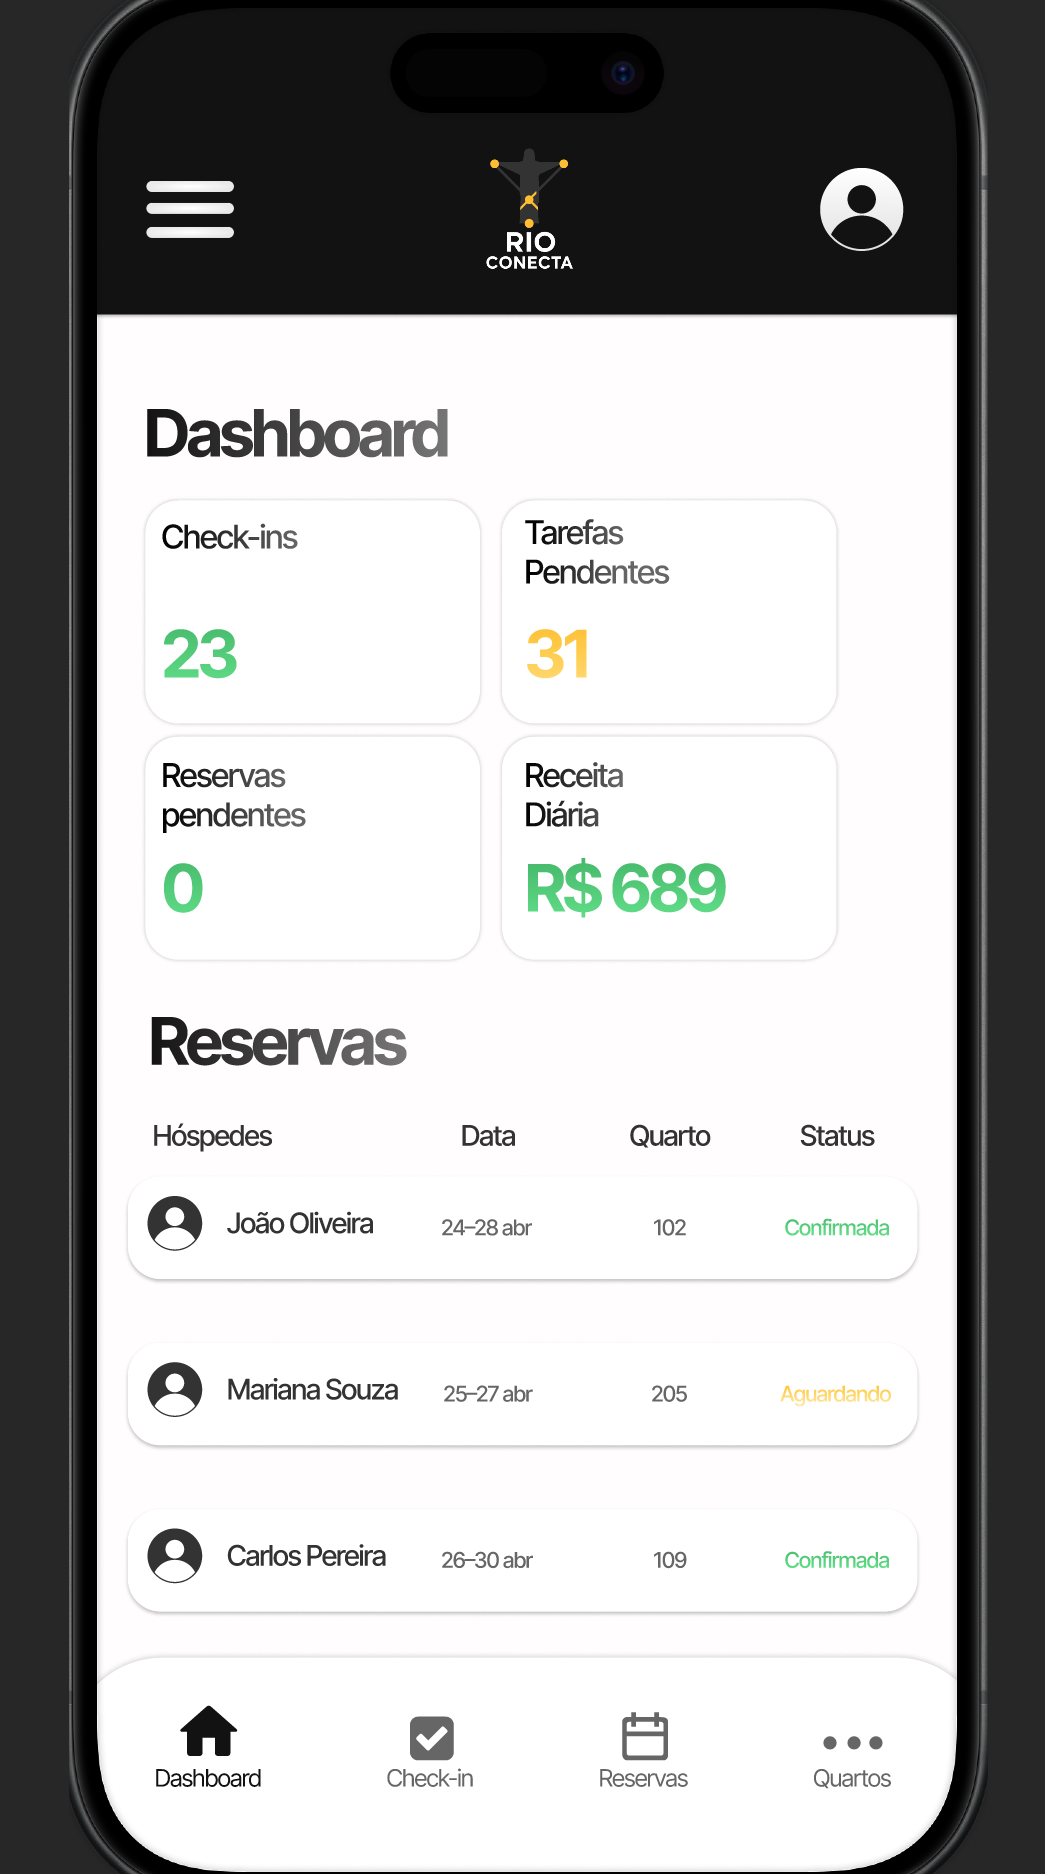 RIO
CONECTA
Dashboard
Check-ins
23
Tarefas
Pendentes
31
Reservas
pendentes
0
Receita
Diária
R$ 689
Reservas
Hóspedes Data Quarto Status
João Oliveira 24–28 abr 102 Confirmada
Mariana Souza 25–27 abr 205 Aguardando
Carlos Pereira 26–30 abr 109 Confirmada
Dashboard Check-in Reservas Quartos